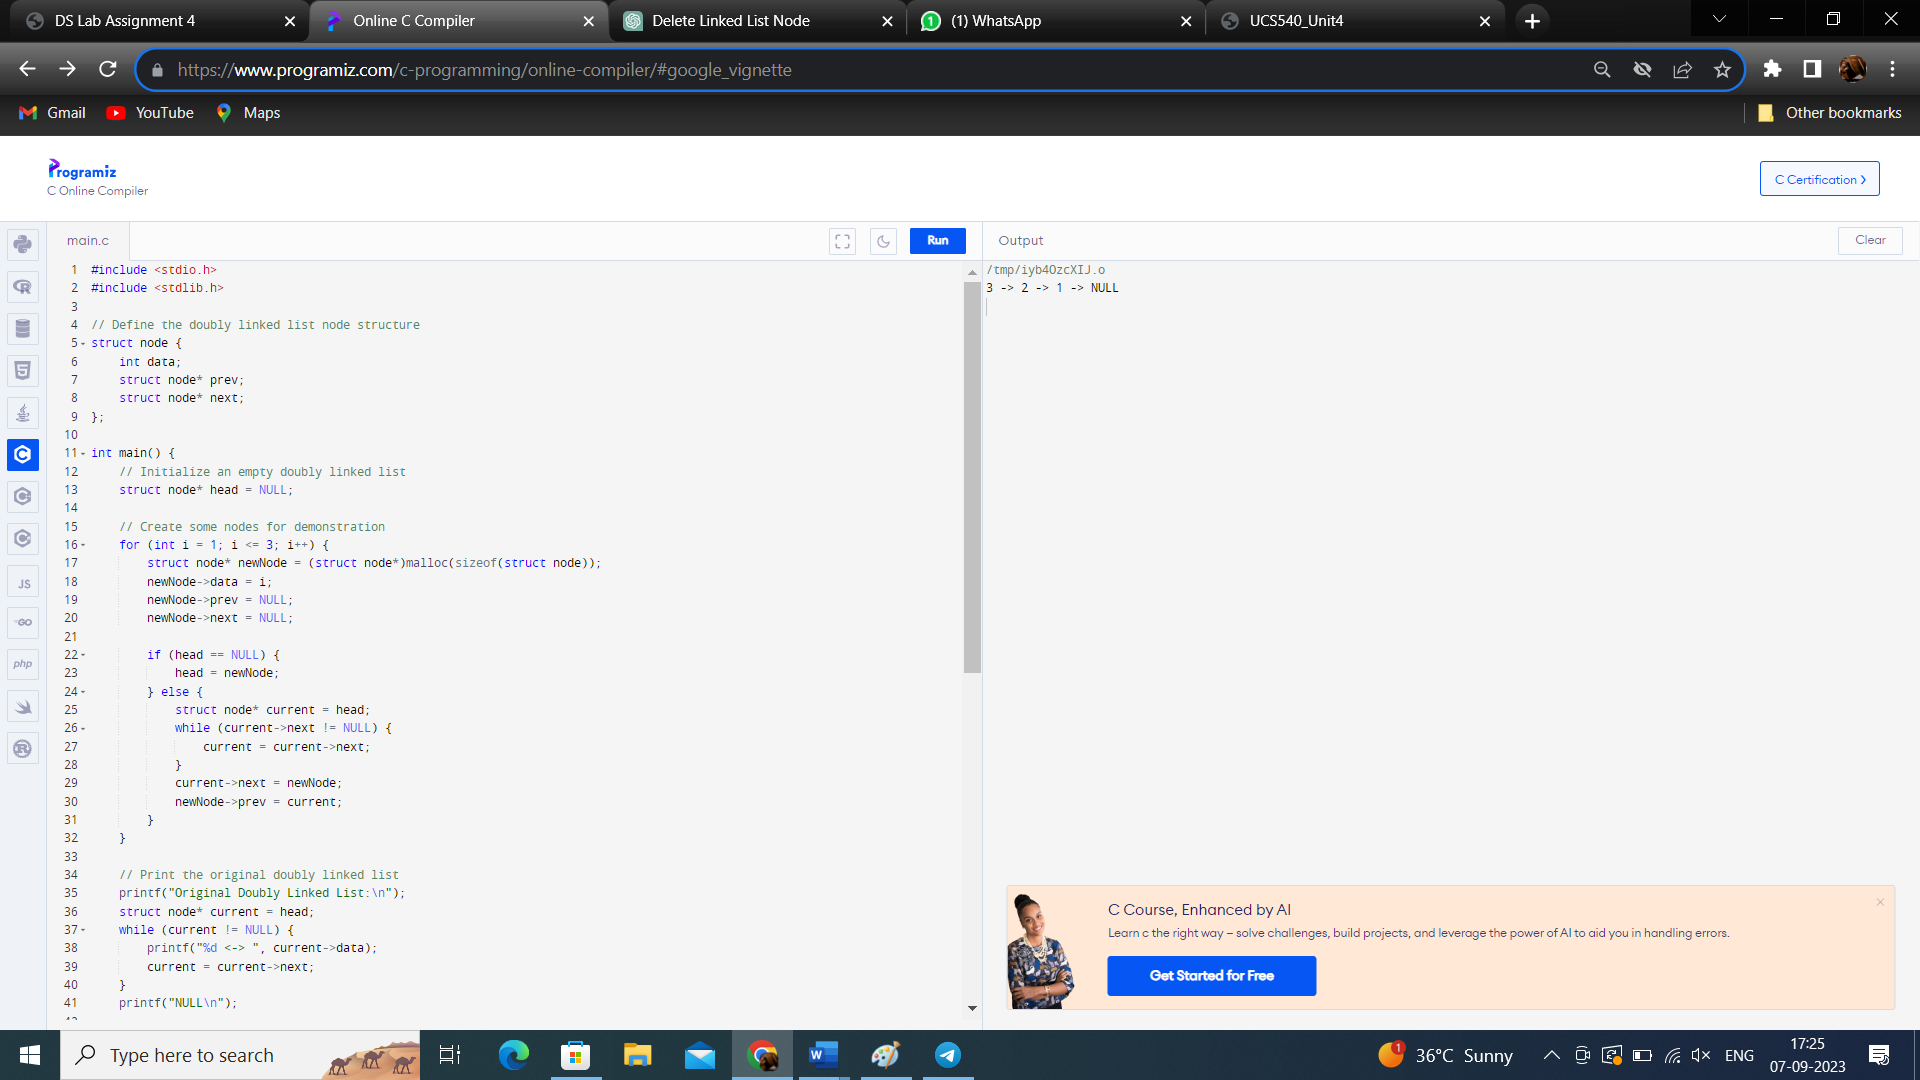 DS Lab Assignment 4
Online C Compiler
Delete Linked List Node
(1) WhatsApp
UCS540_Unit4
https://www.programiz.com/c-programming/online-compiler/#google_vignette
Gmail
YouTube
Maps
Other bookmarks
Programiz
C Online Compiler
C Certification >
main.c
Run
Output
Clear
1 #include <stdio.h>
2 #include <stdlib.h>
3
4 // Define the doubly linked list node structure
5 struct node {
6     int data;
7     struct node* prev;
8     struct node* next;
9 };
10
11 int main() {
12     // Initialize an empty doubly linked list
13     struct node* head = NULL;
14
15     // Create some nodes for demonstration
16     for (int i = 1; i <= 3; i++) {
17         struct node* newNode = (struct node*)malloc(sizeof(struct node));
18         newNode->data = i;
19         newNode->prev = NULL;
20         newNode->next = NULL;
21
22         if (head == NULL) {
23             head = newNode;
24         } else {
25             struct node* current = head;
26             while (current->next != NULL) {
27                 current = current->next;
28             }
29             current->next = newNode;
30             newNode->prev = current;
31         }
32     }
33
34     // Print the original doubly linked list
35     printf("Original Doubly Linked List:\n");
36     struct node* current = head;
37     while (current != NULL) {
38         printf("%d <-> ", current->data);
39         current = current->next;
40     }
41     printf("NULL\n");
/tmp/iyb4OzcXIJ.o
3 -> 2 -> 1 -> NULL
JS
GO
php
C Course, Enhanced by AI
Learn c the right way – solve challenges, build projects, and leverage the power of AI to aid you in handling errors.
Get Started for Free
Type here to search
1
36°C Sunny
ENG
17:25
07-09-2023